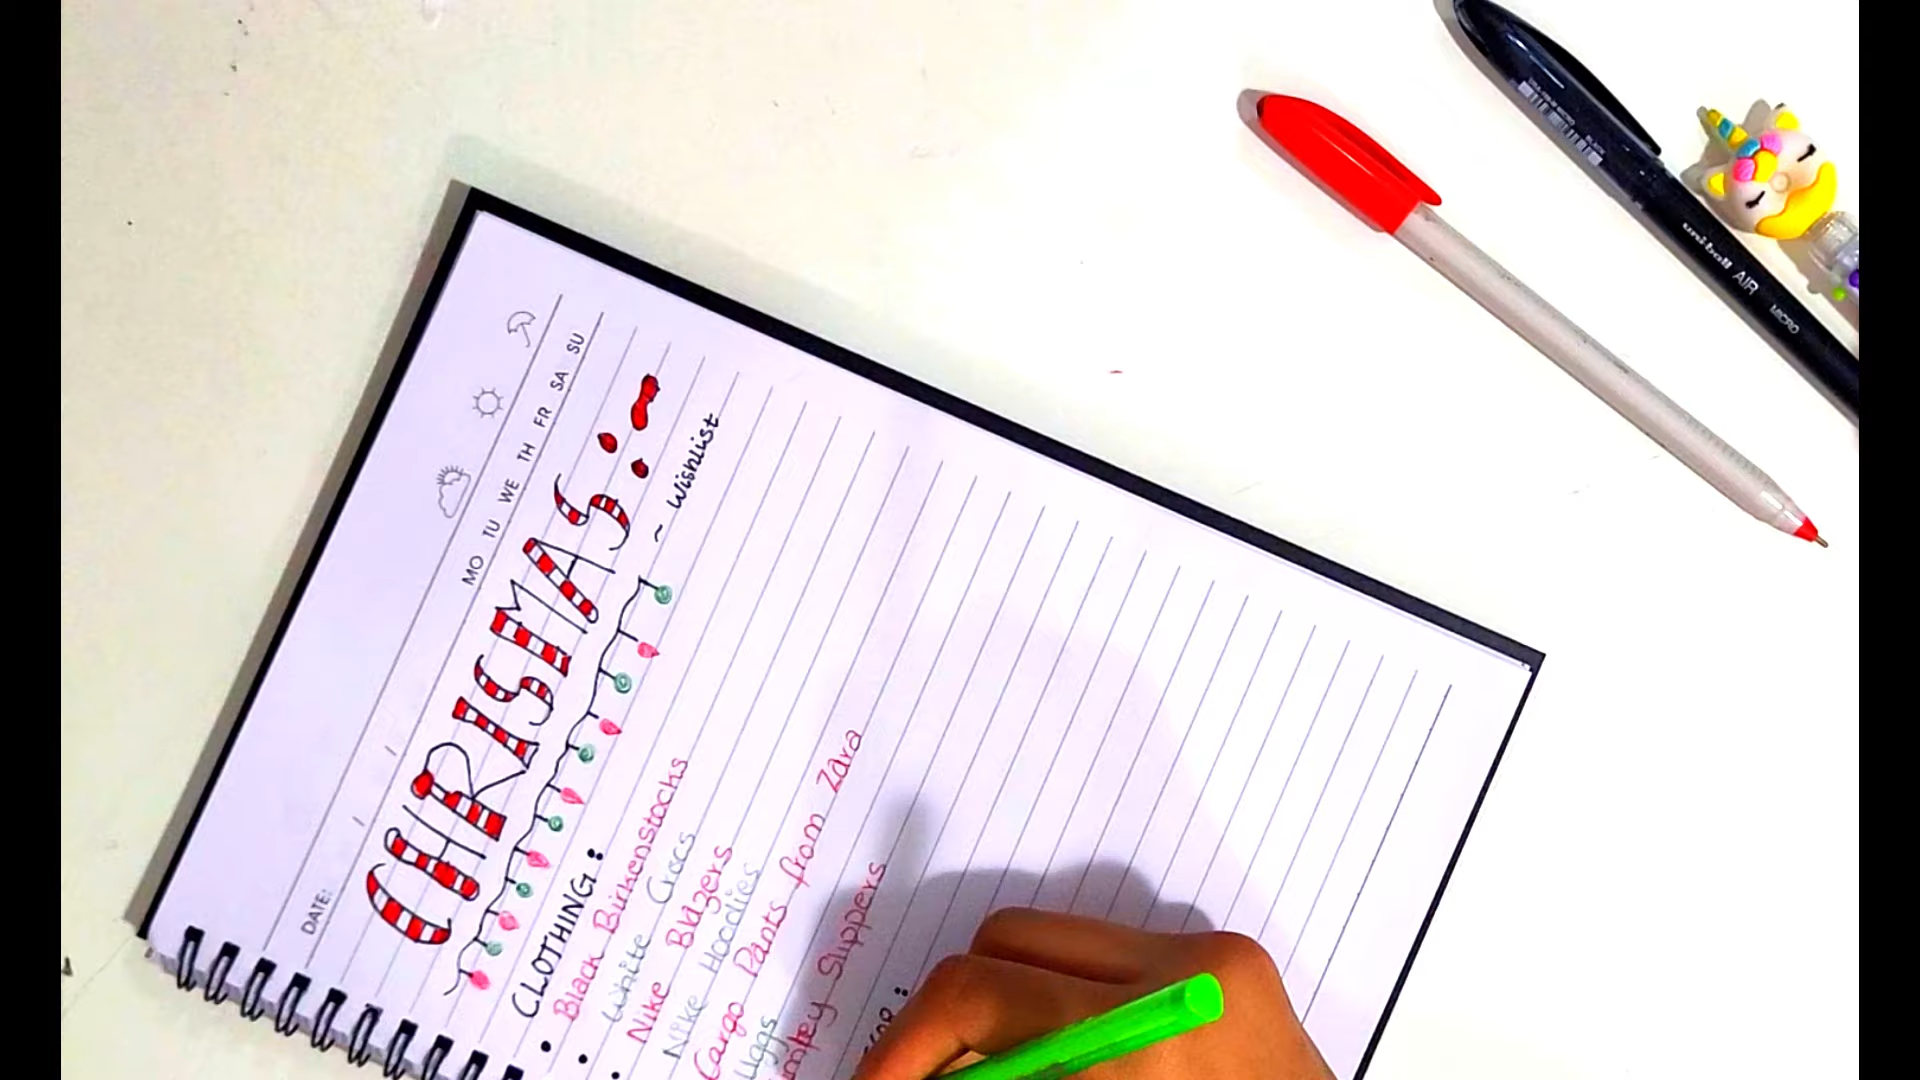 DATE:
MO TU WE TH FR SA SU
CHRISMAS:
~ Wishlist
CLOTHING:
• Black Birkenstocks
• White Crocs
• Nike Blazers
Nike Hoodies
Cargo Pants from Zara
Uggs
Slippers
uni-ball AIR MICRO